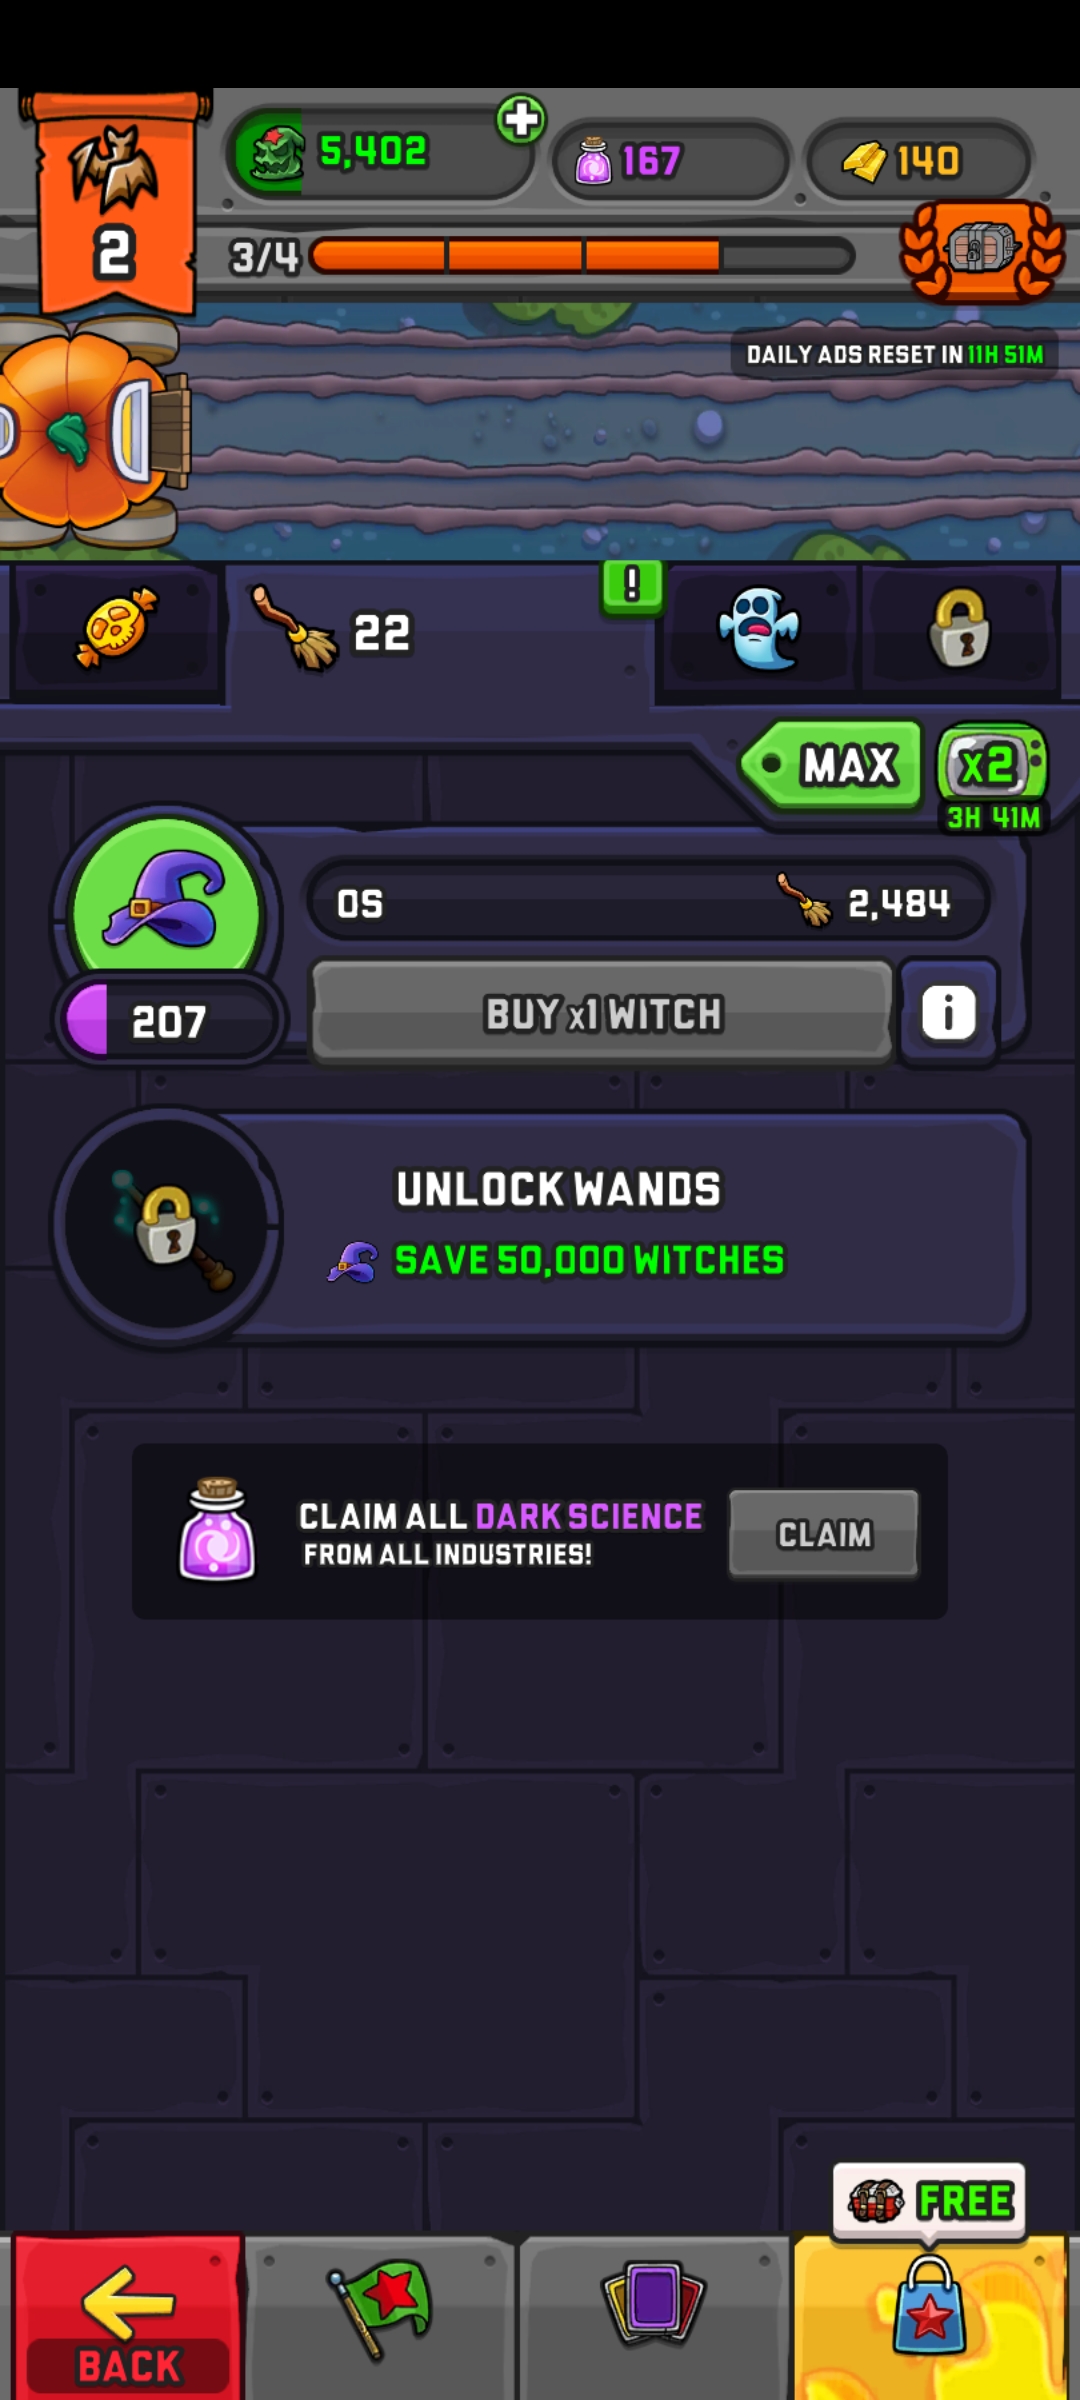 5,402
167
140
2
3/4
DAILY ADS RESET IN 11H 51M
22
!
MAX
X2
3H 41M
0S
2,484
207
BUY x1 WITCH
i
UNLOCK WANDS
SAVE 50,000 WITCHES
CLAIM ALL DARK SCIENCE
FROM ALL INDUSTRIES!
CLAIM
FREE
BACK